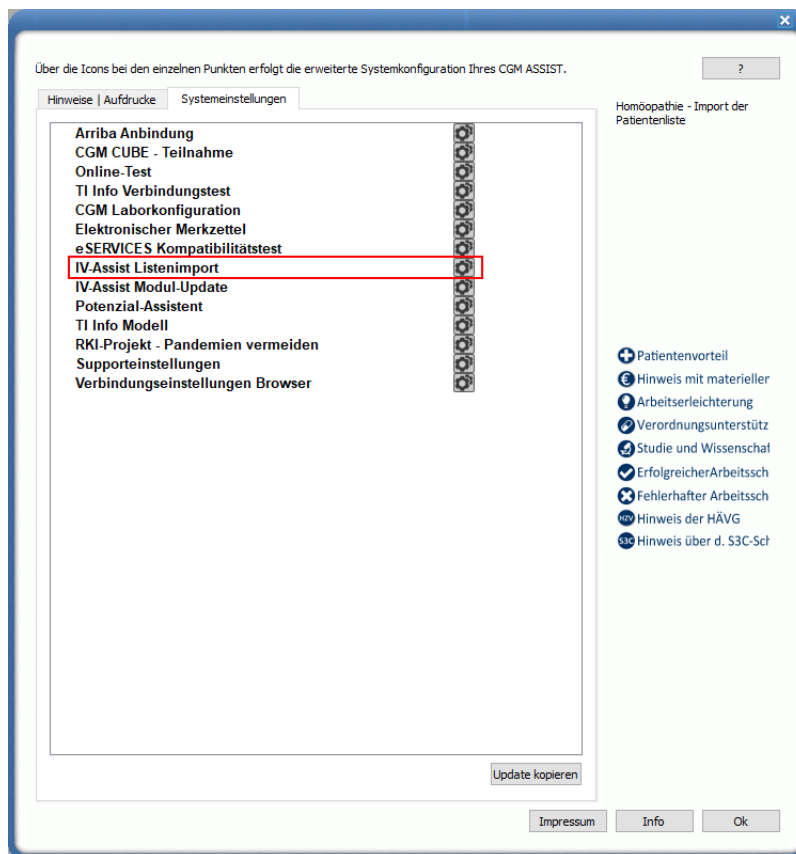 Über die Icons bei den einzelnen Punkten erfolgt die erweiterte Systemkonfiguration Ihres CGM ASSIST.
?
Hinweise | Aufdrucke
Systemeinstellungen
Homöopathie - Import der
Patientenliste
Arriba Anbindung
CGM CUBE - Teilnahme
Online-Test
TI Info Verbindungstest
CGM Laborkonfiguration
Elektronischer Merkzettel
eSERVICES Kompatibilitätstest
IV-Assist Listenimport
IV-Assist Modul-Update
Potenzial-Assistent
TI Info Modell
RKI-Projekt - Pandemien vermeiden
Supporteinstellungen
Verbindungseinstellungen Browser
Patientenvorteil
Hinweis mit materieller
Arbeitserleichterung
Verordnungsunterstütz
Studie und Wissenschaf
ErfolgreicherArbeitssch
Fehlerhafter Arbeitssch
HZV Hinweis der HÄVG
S3C Hinweis über d. S3C-Sch
Update kopieren
Impressum
Info
Ok